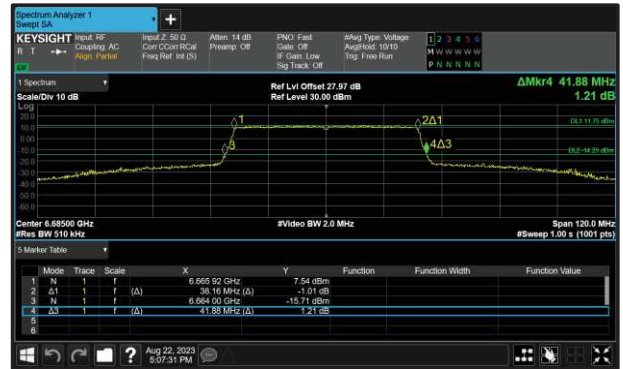 Spectrum Analyzer 1
Swept SA
+
KEYSIGHT Input: RF Input Z: 50 Ω Atten: 14 dB PNO: Fast #Avg Type: Voltage 1 2 3 4 5 6
R T Coupling: AC Corr CCorr RCal Preamp: Off Gate: Off Avg|Hold: 10/10 M W W W W W
Align: Partial Freq Ref: Int (S) IF Gain: Low Trig: Free Run
Sig Track: Off P N N N N N
1 Spectrum
ΔMkr4 41.88 MHz
Ref Lvl Offset 27.97 dB
Scale/Div 10 dB Ref Level 30.00 dBm 1.21 dB
Log
20.0
10.0
0.00
-10.0
-20.0
-30.0
-40.0
-50.0
-60.0
1
2Δ1
3
4Δ3
DL1 11.75 dBm
DL2 -14.25 dBm
Center 6.68500 GHz #Video BW 2.0 MHz Span 120.0 MHz
#Res BW 510 kHz #Sweep 1.00 s (1001 pts)
5 Marker Table
Mode Trace Scale X Y Function Function Width Function Value
1 N 1 f 6.665 92 GHz 7.54 dBm
2 Δ1 1 f (Δ) 38.16 MHz (Δ) -1.01 dB
3 N 1 f 6.664 00 GHz -15.71 dBm
4 Δ3 1 f (Δ) 41.88 MHz (Δ) 1.21 dB
5
6
? Aug 22, 2023
5:07:31 PM